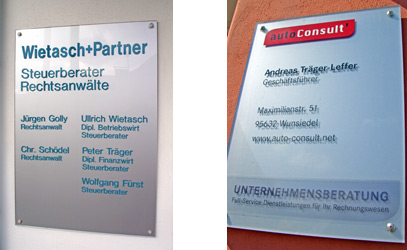 Wietasch+Partner
Steuerberater
Rechtsanwälte
Jürgen Golly
Rechtsanwalt
Chr. Schödel
Rechtsanwalt
Ullrich Wietasch
Dipl. Betriebswirt
Steuerberater
Peter Träger
Dipl. Finanzwirt
Steuerberater
Wolfgang Fürst
Steuerberater
autoConsult
Andreas Träger-Leffer
Geschäftsführer
Maximilianstr. 51
95632 Wunsiedel
www.auto-consult.net
UNTERNEHMENSBERATUNG
Full-Service Dienstleistungen für Ihr Rechnungswesen